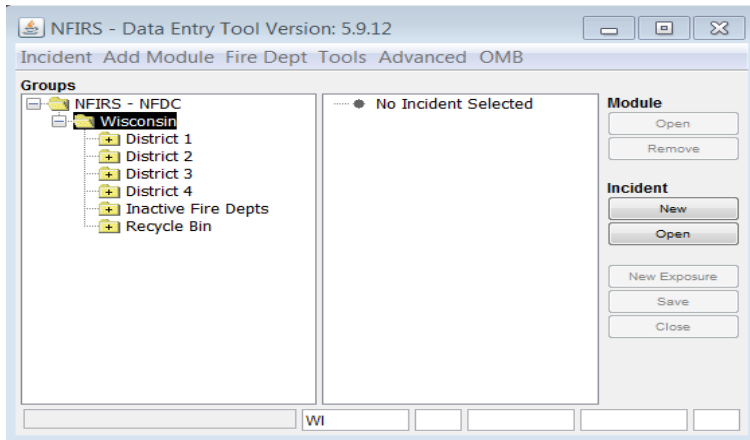 NFIRS - Data Entry Tool Version: 5.9.12
Incident Add Module Fire Dept Tools Advanced OMB
Groups
NFIRS - NFDC
Wisconsin
District 1
District 2
District 3
District 4
Inactive Fire Depts
Recycle Bin
No Incident Selected
Module
Open
Remove
Incident
New
Open
New Exposure
Save
Close
WI